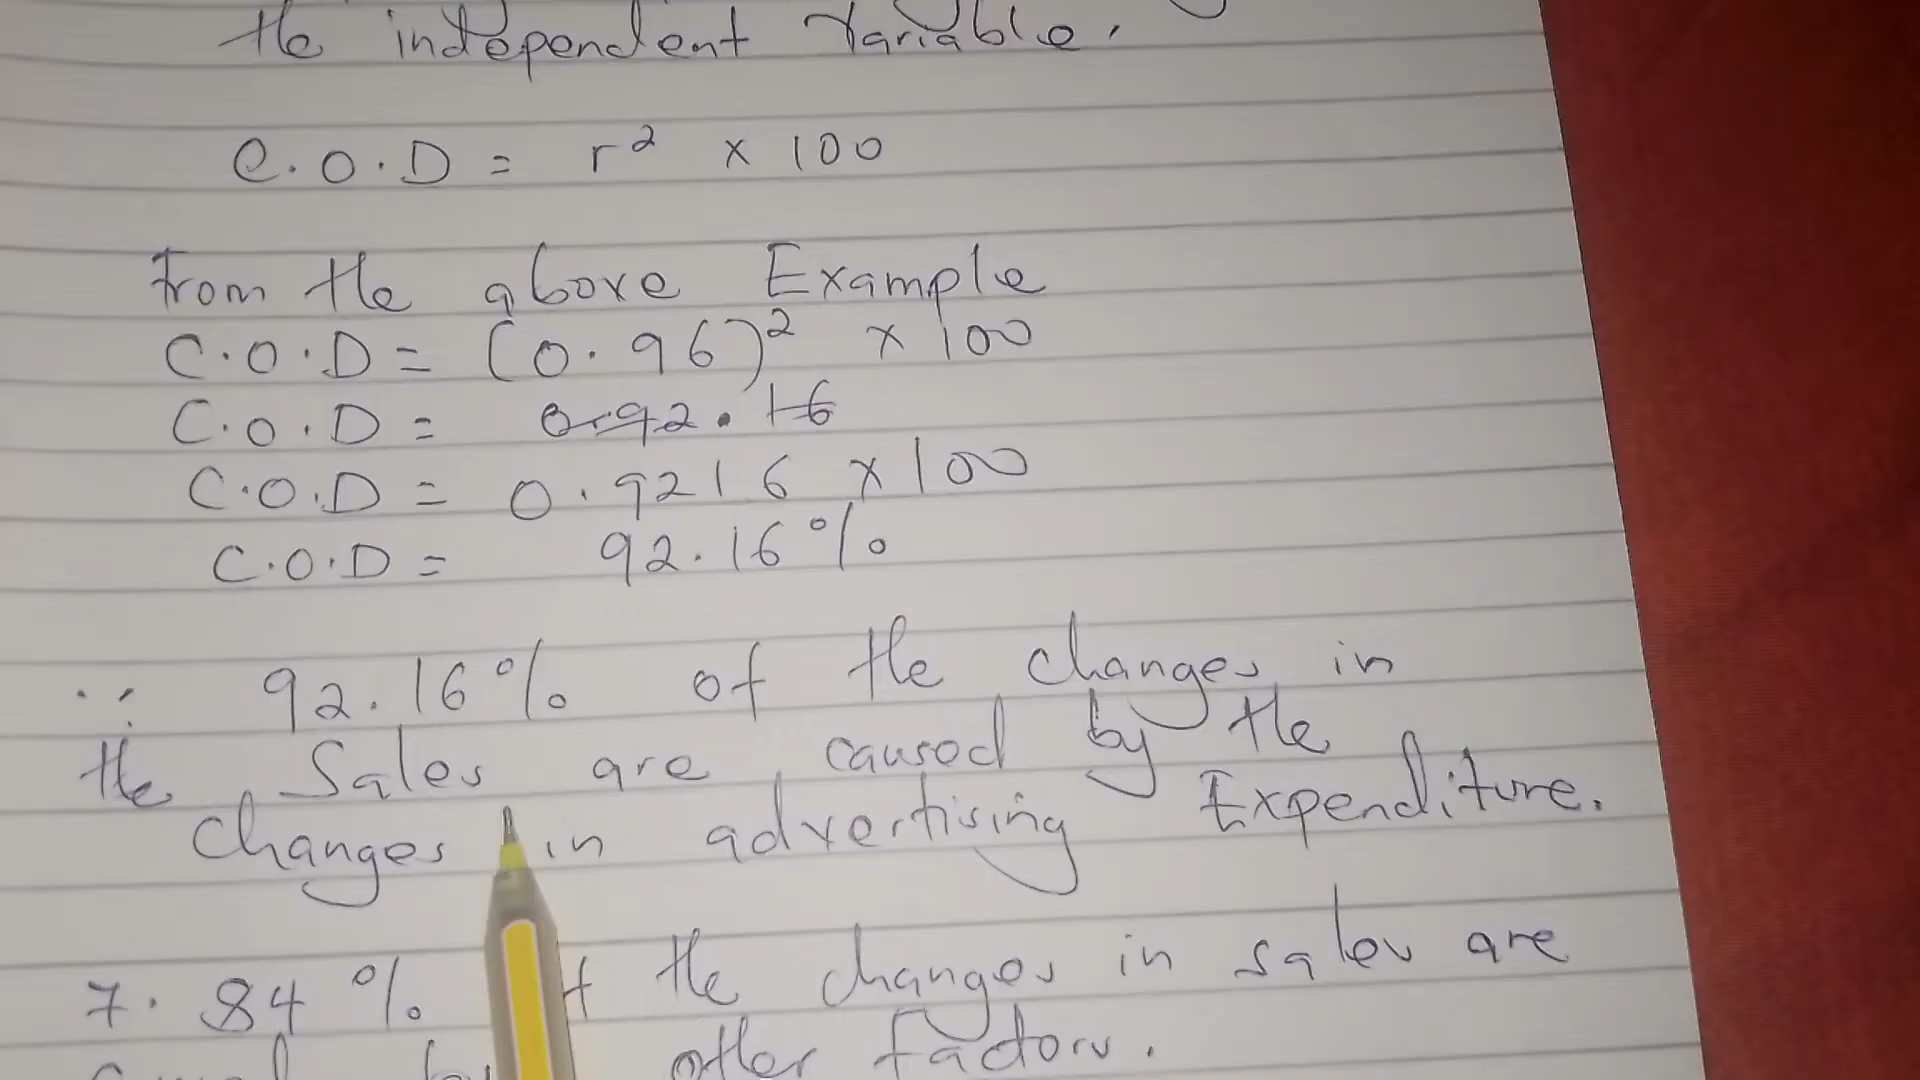 the independent variable.
C.O.D = r² × 100
From the above Example
C.O.D = (0.96)² × 100
C.O.D = 0.92.16
C.O.D = 0.9216 × 100
C.O.D = 92.16%
∴ 92.16% of the changes in
the Sales are caused by the
changes in advertising Expenditure.
7.84% the changes in sales are
other factors.